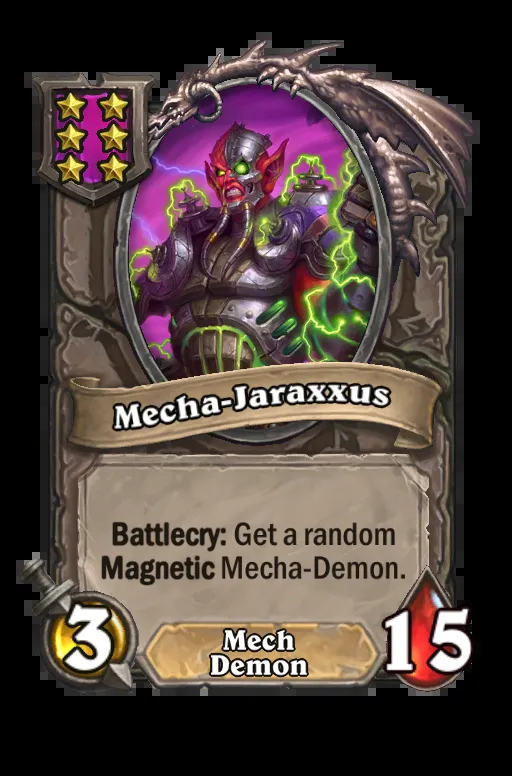 Mecha-Jaraxxus
Battlecry: Get a random
Magnetic Mecha-Demon.
3
Mech
Demon
15